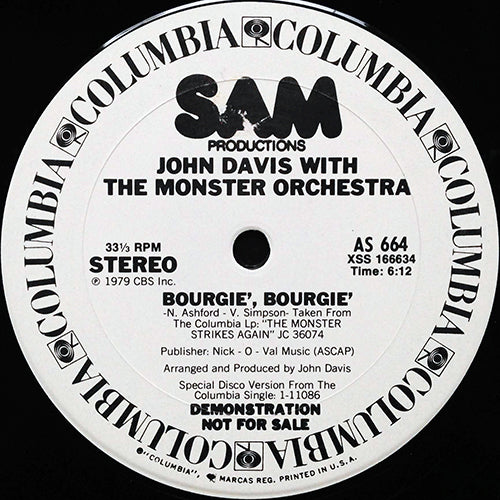 COLUMBIA COLUMBIA COLUMBIA COLUMBIA COLUMBIA COLUMBIA COLUMBIA COLUMBIA
SAM
PRODUCTIONS
JOHN DAVIS WITH
THE MONSTER ORCHESTRA
33⅓ RPM
STEREO
℗ 1979 CBS Inc.
AS 664
XSS 166634
Time: 6:12
BOURGIE', BOURGIE'
-N. Ashford - V. Simpson- Taken From
The Columbia Lp: "THE MONSTER
STRIKES AGAIN" JC 36074
Publisher: Nick - O - Val Music (ASCAP)
Arranged and Produced by John Davis
Special Disco Version From The
Columbia Single: 1-11086
DEMONSTRATION
NOT FOR SALE
"COLUMBIA", MARCAS REG. PRINTED IN U.S.A.